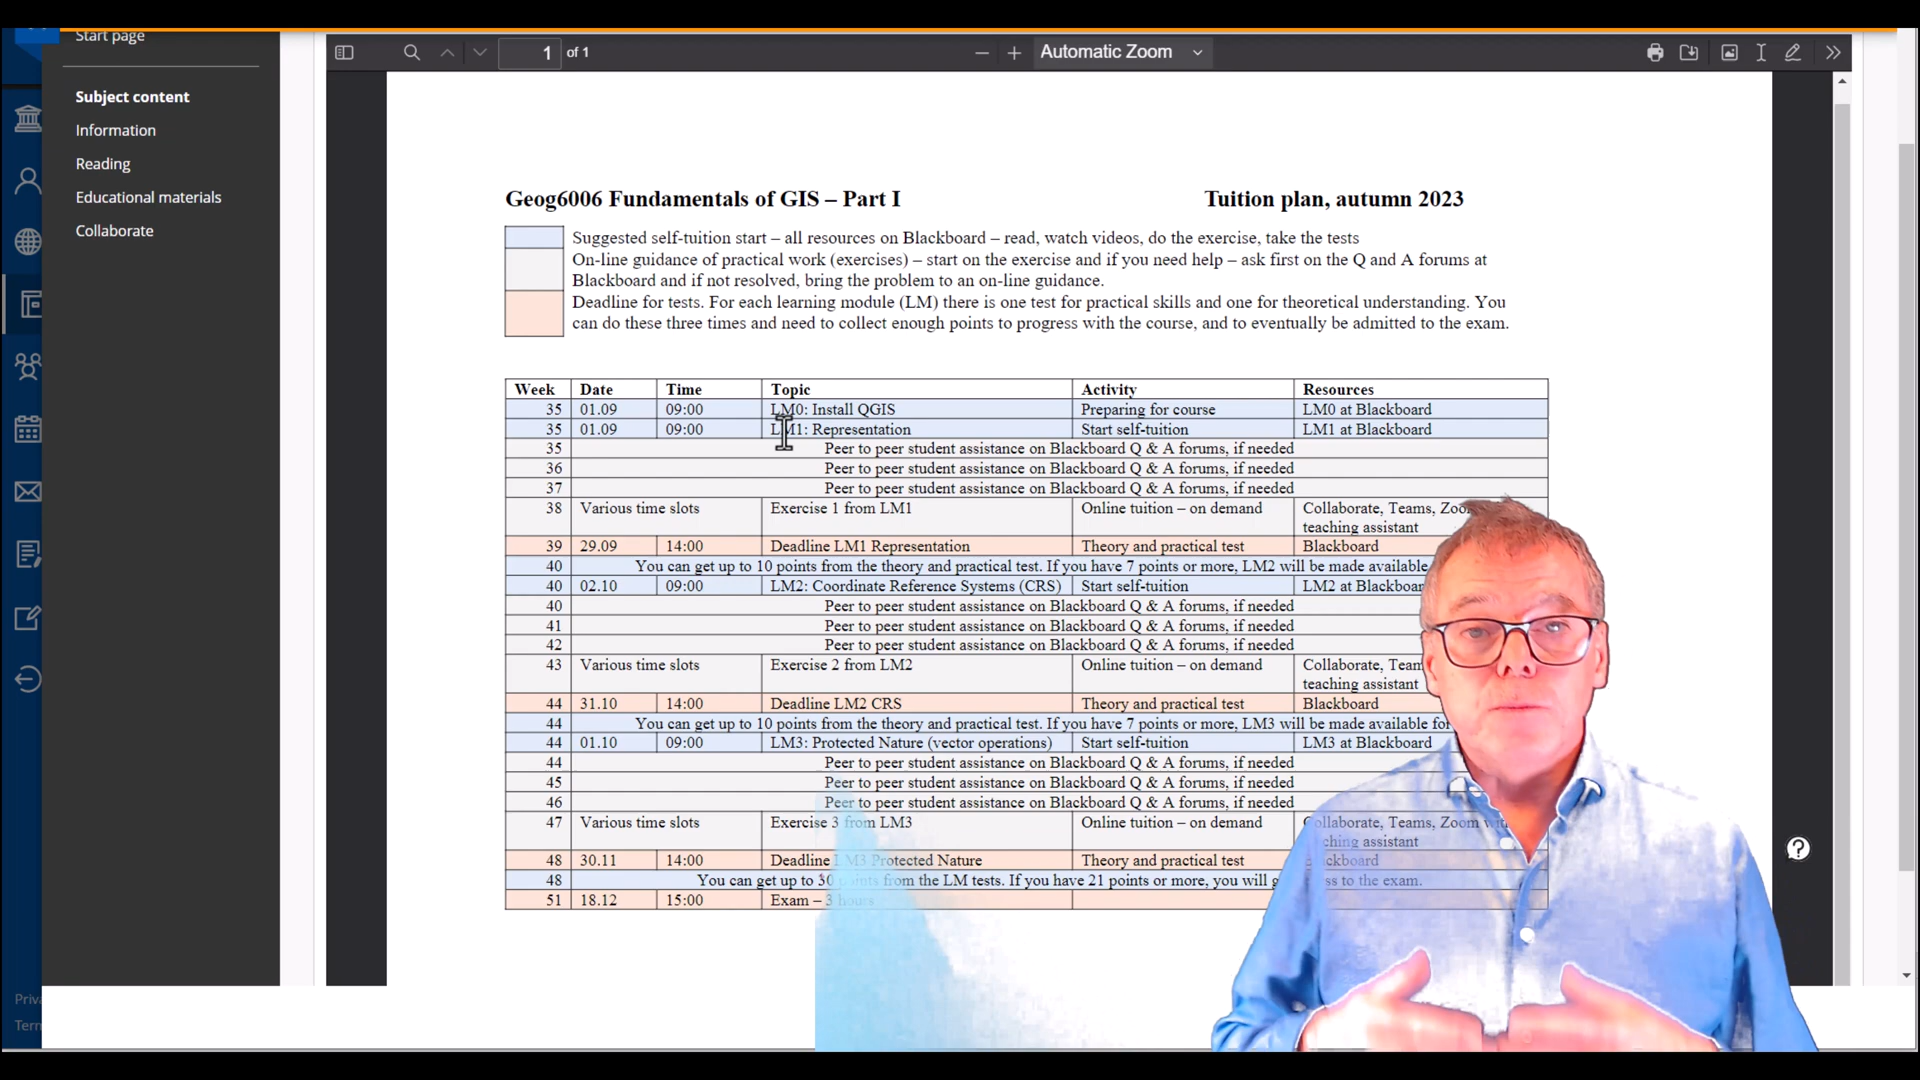 Start page
Subject content
Information
Reading
Educational materials
Collaborate
Priv
Term
1 of 1
Automatic Zoom
Geog6006 Fundamentals of GIS – Part I Tuition plan, autumn 2023
Suggested self-tuition start – all resources on Blackboard – read, watch videos, do the exercise, take the tests
On-line guidance of practical work (exercises) – start on the exercise and if you need help – ask first on the Q and A forums at
Blackboard and if not resolved, bring the problem to an on-line guidance.
Deadline for tests. For each learning module (LM) there is one test for practical skills and one for theoretical understanding. You
can do these three times and need to collect enough points to progress with the course, and to eventually be admitted to the exam.
Week Date Time Topic Activity Resources
35 01.09 09:00 LM0: Install QGIS Preparing for course LM0 at Blackboard
35 01.09 09:00 LM1: Representation Start self-tuition LM1 at Blackboard
35 Peer to peer student assistance on Blackboard Q & A forums, if needed
36 Peer to peer student assistance on Blackboard Q & A forums, if needed
37 Peer to peer student assistance on Blackboard Q & A forums, if needed
38 Various time slots Exercise 1 from LM1 Online tuition – on demand Collaborate, Teams, Zoo
teaching assistant
39 29.09 14:00 Deadline LM1 Representation Theory and practical test Blackboard
40 You can get up to 10 points from the theory and practical test. If you have 7 points or more, LM2 will be made available
40 02.10 09:00 LM2: Coordinate Reference Systems (CRS) Start self-tuition LM2 at Blackboar
40 Peer to peer student assistance on Blackboard Q & A forums, if needed
41 Peer to peer student assistance on Blackboard Q & A forums, if needed
42 Peer to peer student assistance on Blackboard Q & A forums, if needed
43 Various time slots Exercise 2 from LM2 Online tuition – on demand Collaborate, Team
teaching assistant
44 31.10 14:00 Deadline LM2 CRS Theory and practical test Blackboard
44 You can get up to 10 points from the theory and practical test. If you have 7 points or more, LM3 will be made available fo
44 01.10 09:00 LM3: Protected Nature (vector operations) Start self-tuition LM3 at Blackboard
44 Peer to peer student assistance on Blackboard Q & A forums, if needed
45 Peer to peer student assistance on Blackboard Q & A forums, if needed
46 Peer to peer student assistance on Blackboard Q & A forums, if needed
47 Various time slots Exercise 3 from LM3 Online tuition – on demand Collaborate, Teams, Zoom with
teaching assistant
48 30.11 14:00 Deadline LM3 Protected Nature Theory and practical test Blackboard
48 You can get up to 30 points from the LM tests. If you have 21 points or more, you will g ss to the exam.
51 18.12 15:00 Exam – 3 hours